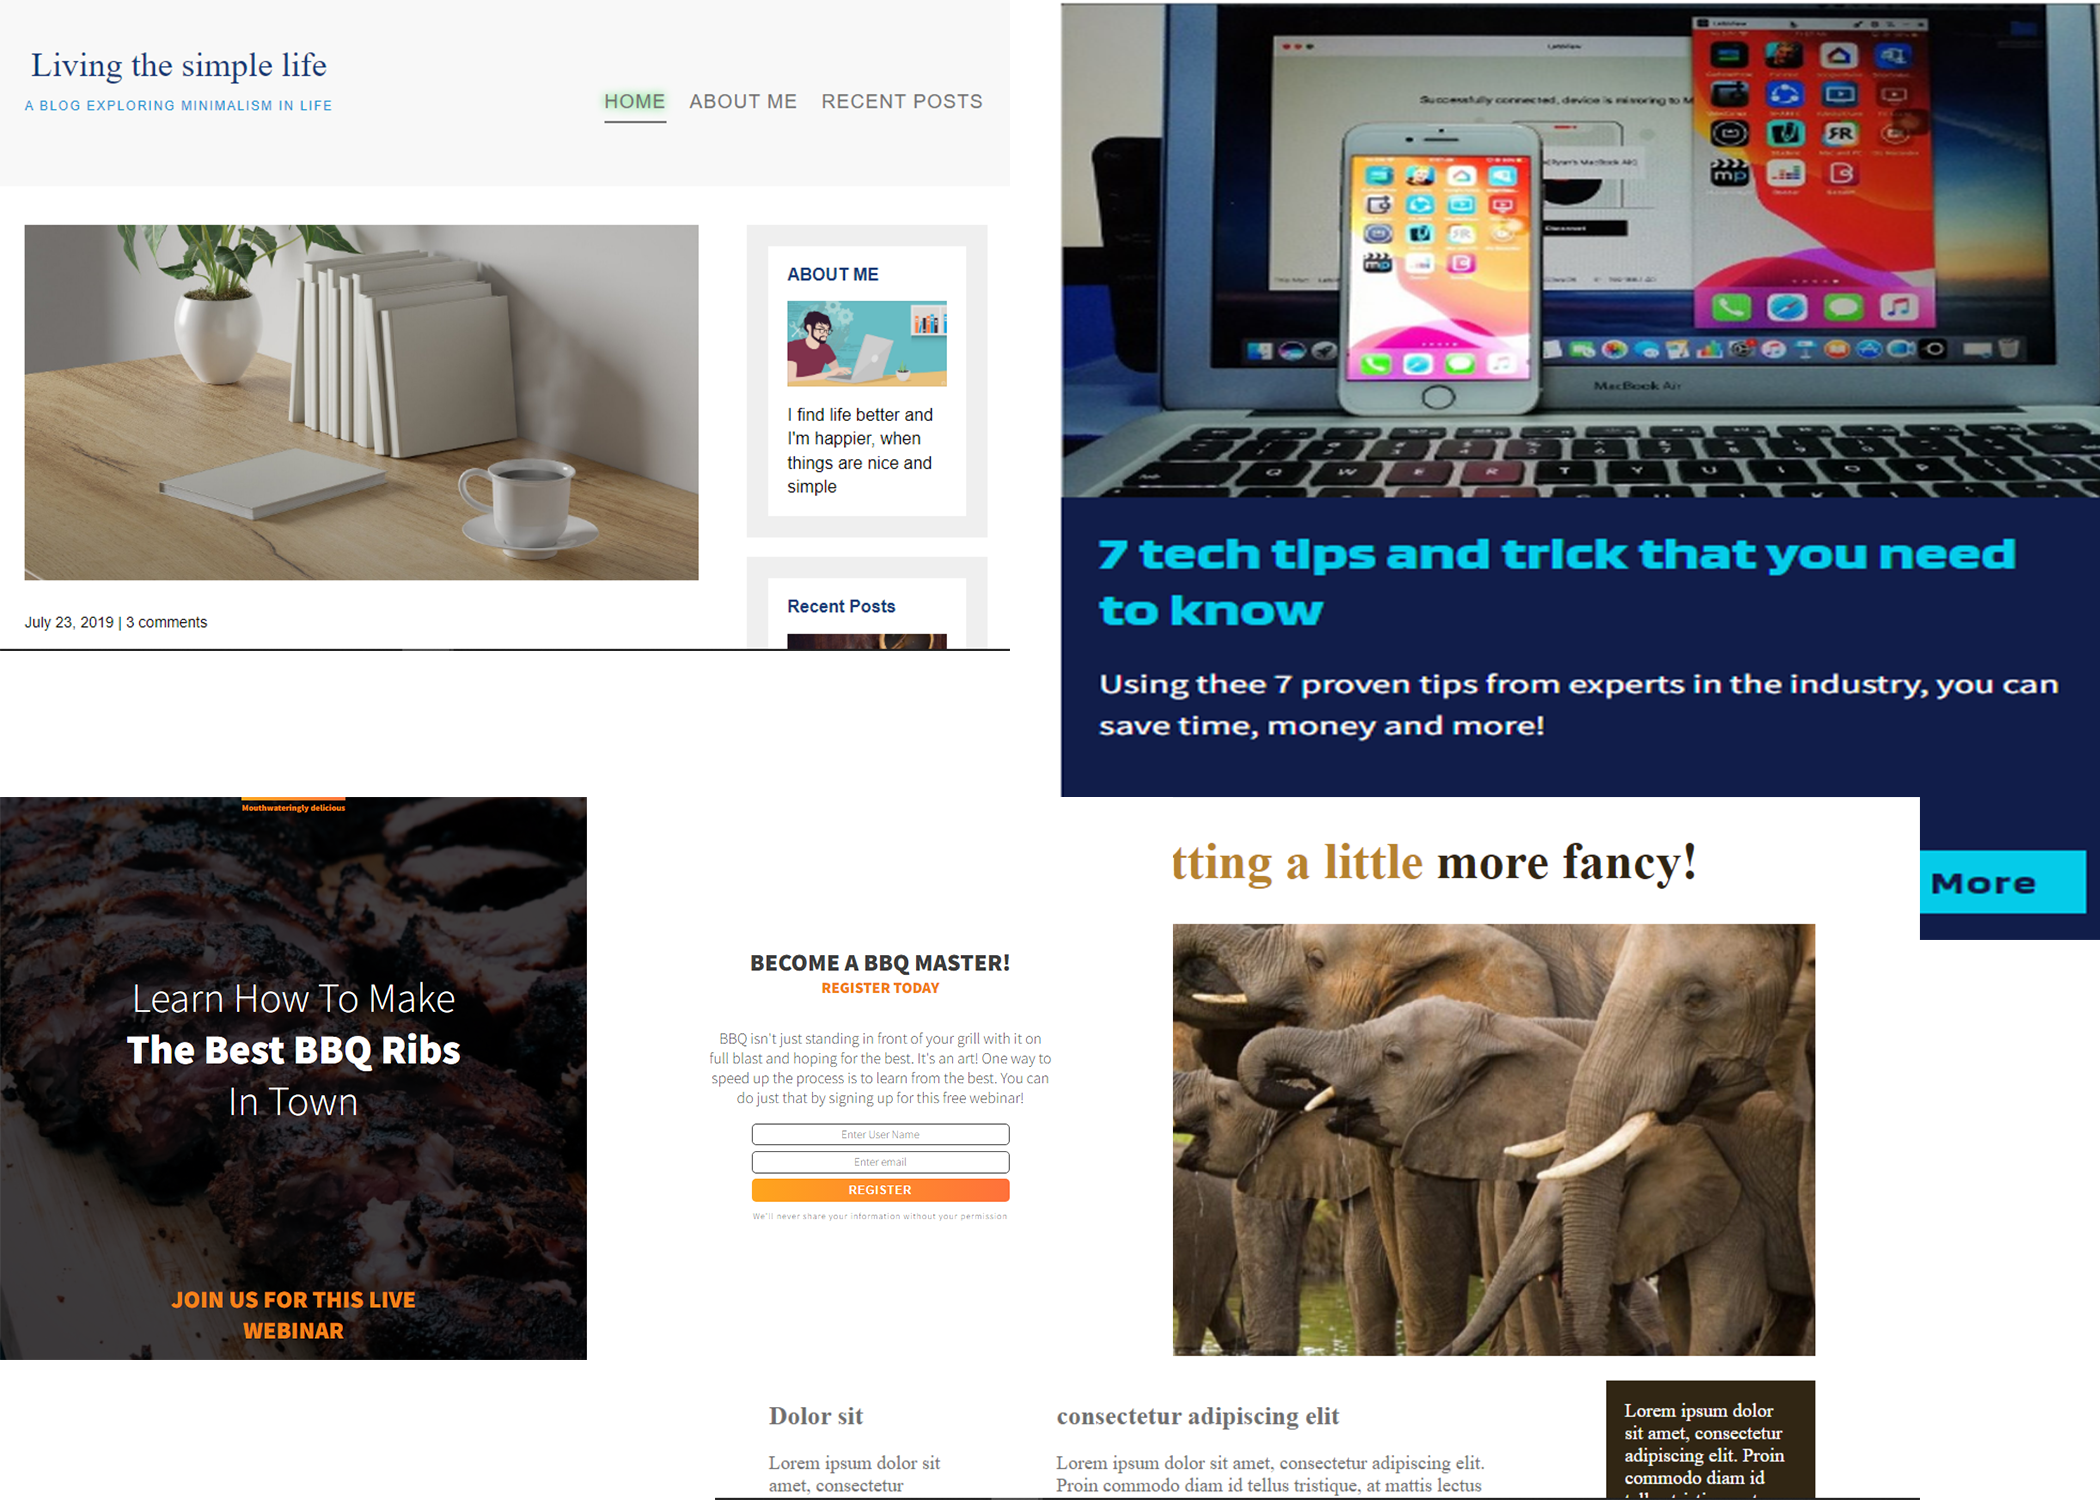 Living the simple life
A BLOG EXPLORING MINIMALISM IN LIFE
HOME ABOUT ME RECENT POSTS
ABOUT ME
I find life better and
I'm happier, when
things are nice and
simple
July 23, 2019 | 3 comments
Recent Posts
Successfully connected, device is mirroring to M
MacBook Air
7 tech tips and trick that you need
to know
Using thee 7 proven tips from experts in the industry, you can
save time, money and more!
More
Mouthwateringly delicious
Learn How To Make
The Best BBQ Ribs
In Town
JOIN US FOR THIS LIVE
WEBINAR
BECOME A BBQ MASTER!
REGISTER TODAY
BBQ isn't just standing in front of your grill with it on
full blast and hoping for the best. It's an art! One way to
speed up the process is to learn from the best. You can
do just that by signing up for this free webinar!
Enter User Name
Enter email
REGISTER
We'll never share your information without your permission
tting a little more fancy!
Dolor sit
Lorem ipsum dolor sit
amet, consectetur
consectetur adipiscing elit
Lorem ipsum dolor sit amet, consectetur adipiscing elit.
Proin commodo diam id tellus tristique, at mattis lectus
Lorem ipsum dolor
sit amet, consectetur
adipiscing elit. Proin
commodo diam id